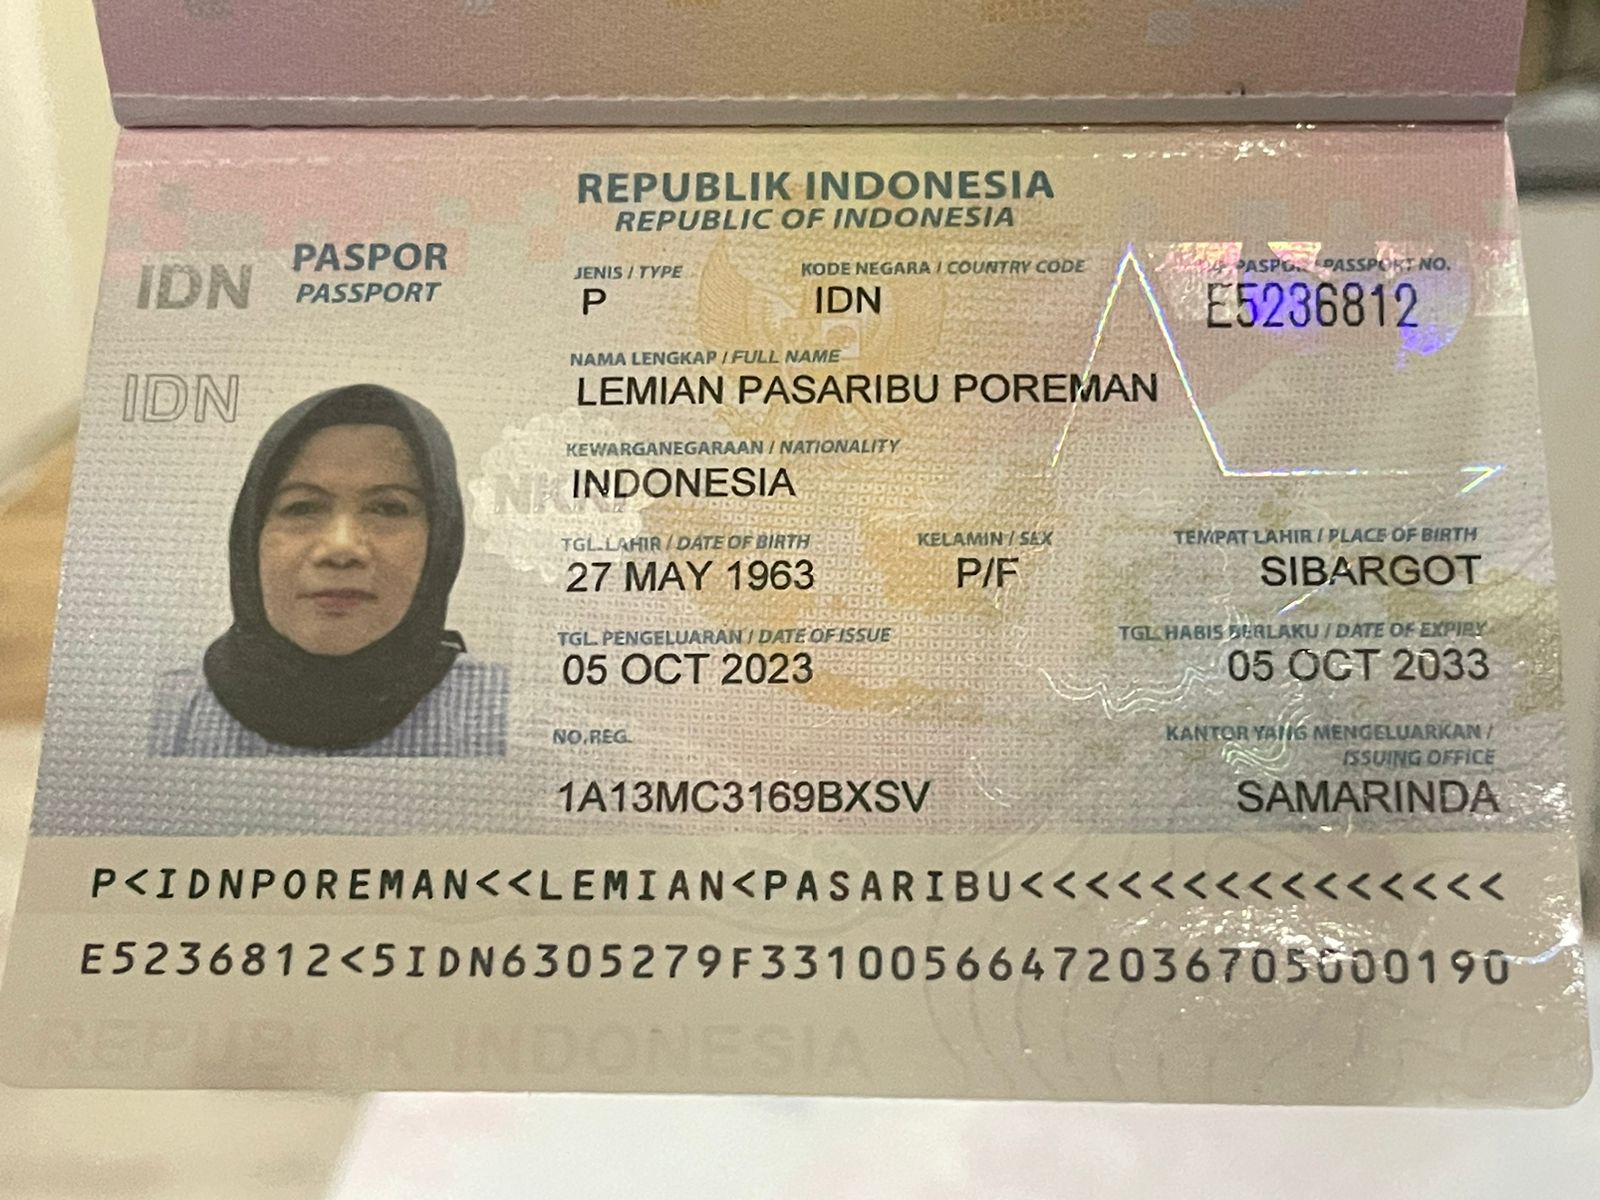 REPUBLIK INDONESIA
REPUBLIC OF INDONESIA
IDN
PASPOR
PASSPORT
JENIS / TYPE
P
KODE NEGARA / COUNTRY CODE
IDN
PASPOR / PASSPORT NO.
E5236812
IDN
NAMA LENGKAP / FULL NAME
LEMIAN PASARIBU POREMAN
KEWARGANEGARAAN / NATIONALITY
INDONESIA
TGL. LAHIR / DATE OF BIRTH
27 MAY 1963
KELAMIN / SEX
P/F
TEMPAT LAHIR / PLACE OF BIRTH
SIBARGOT
TGL. PENGELUARAN / DATE OF ISSUE
05 OCT 2023
TGL. HABIS BERLAKU / DATE OF EXPIRY
05 OCT 2033
NO. REG.
1A13MC3169BXSV
KANTOR YANG MENGELUARKAN /
ISSUING OFFICE
SAMARINDA
P<IDNPOREMAN<<LEMIAN<PASARIBU<<<<<<<<<<<<<<<
E5236812<5IDN6305279F33100566472036705000190
REPUBLIK INDONESIA